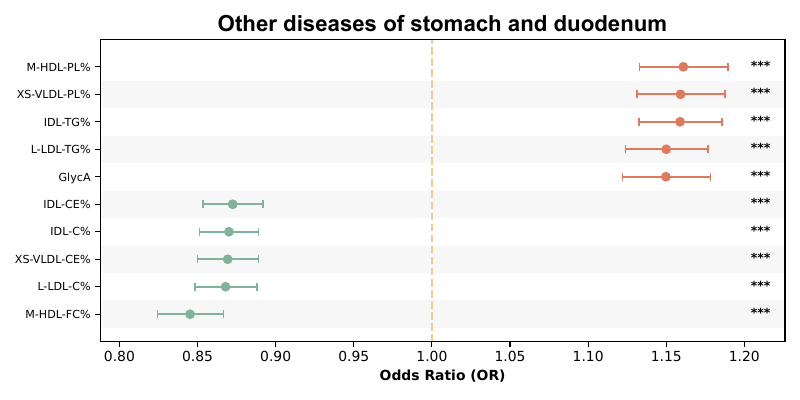 Other diseases of stomach and duodenum
M-HDL-PL% ***
XS-VLDL-PL% ***
IDL-TG% ***
L-LDL-TG% ***
GlycA ***
IDL-CE% ***
IDL-C% ***
XS-VLDL-CE% ***
L-LDL-C% ***
M-HDL-FC% ***
0.80 0.85 0.90 0.95 1.00 1.05 1.10 1.15 1.20
Odds Ratio (OR)